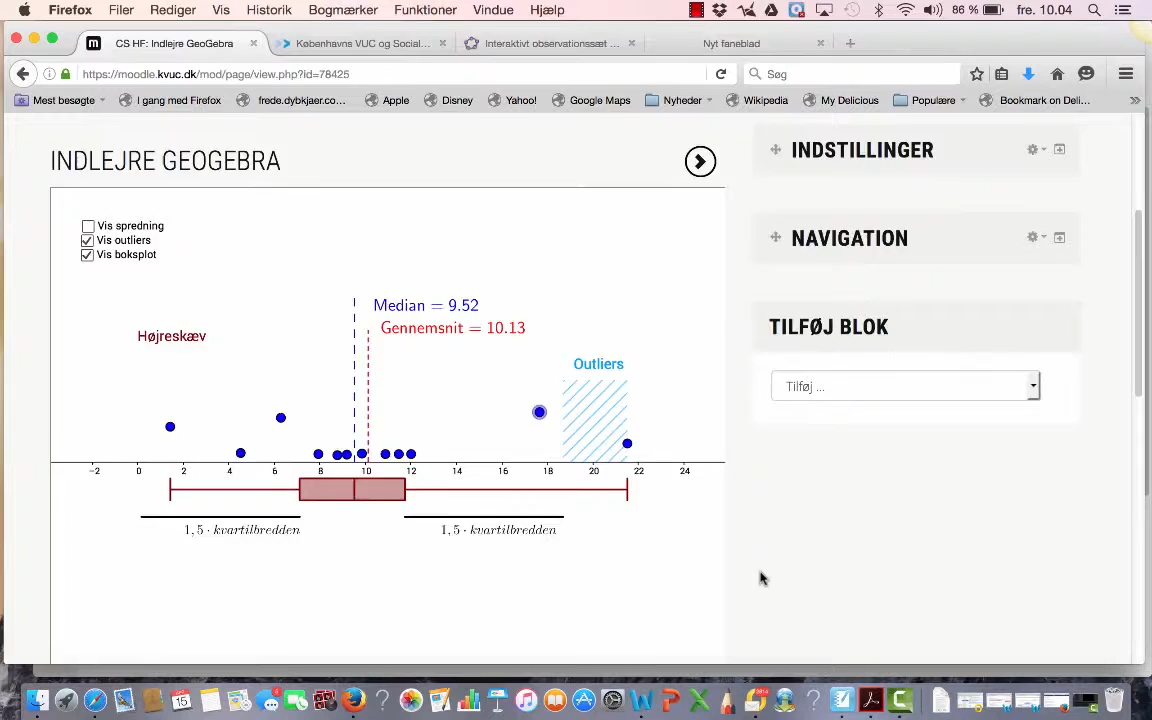 Firefox Filer Rediger Vis Historik Bogmærker Funktioner Vindue Hjælp 86 % fre. 10.04
CS HF: Indlejre GeoGebra Københavns VUC og Social... Interaktivt observationssæt ... Nyt faneblad
https://moodle.kvuc.dk/mod/page/view.php?id=78425 Søg
Mest besøgte I gang med Firefox frede.dybkjaer.co... Apple Disney Yahoo! Google Maps Nyheder Wikipedia My Delicious Populære Bookmark on Deli...
INDLEJRE GEOGEBRA
INDSTILLINGER
NAVIGATION
TILFØJ BLOK
Tilføj ...
Vis spredning
Vis outliers
Vis boksplot
Median = 9.52
Gennemsnit = 10.13
Højreskæv
Outliers
−2 0 2 4 6 8 10 12 14 16 18 20 22 24
1,5 · kvartilbredden 1,5 · kvartilbredden